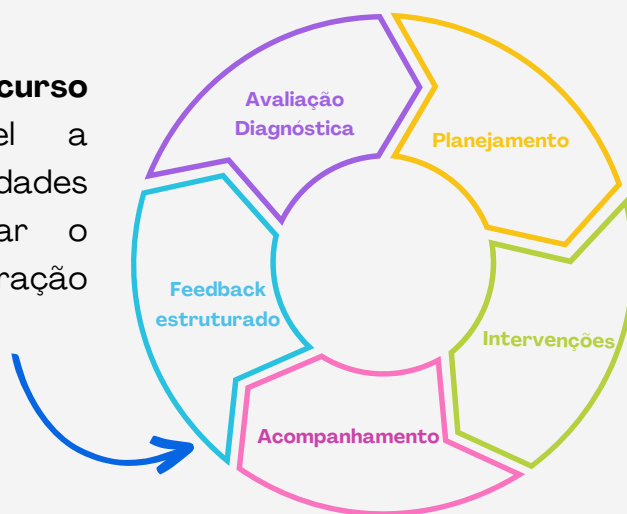 curso
el a
dades
ar o
ração
Avaliação
Diagnóstica
Planejamento
Intervenções
Acompanhamento
Feedback
estruturado